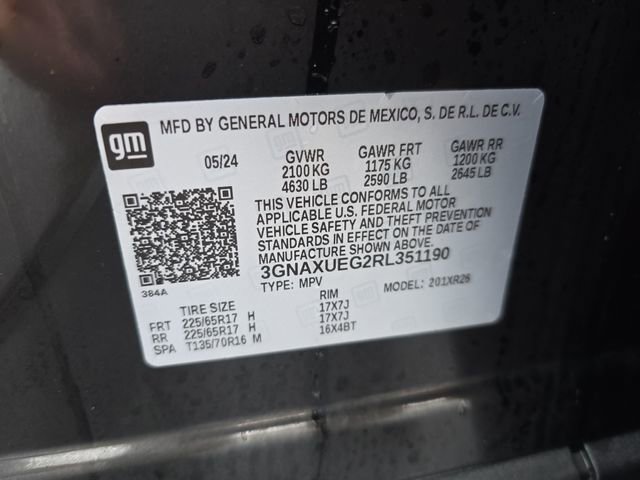 gm
MFD BY GENERAL MOTORS DE MEXICO, S. DE R.L. DE C.V.
05/24 GVWR GAWR FRT GAWR RR
2100 KG 1175 KG 1200 KG
4630 LB 2590 LB 2645 LB
THIS VEHICLE CONFORMS TO ALL
APPLICABLE U.S. FEDERAL MOTOR
VEHICLE SAFETY AND THEFT PREVENTION
STANDARDS IN EFFECT ON THE DATE OF
MANUFACTURE SHOWN ABOVE.
3GNAXUEG2RL351190
384A
TYPE: MPV MODEL: 201XR26
TIRE SIZE RIM
FRT 225/65R17 H 17X7J
RR 225/65R17 H 17X7J
SPA T135/70R16 M 16X4BT